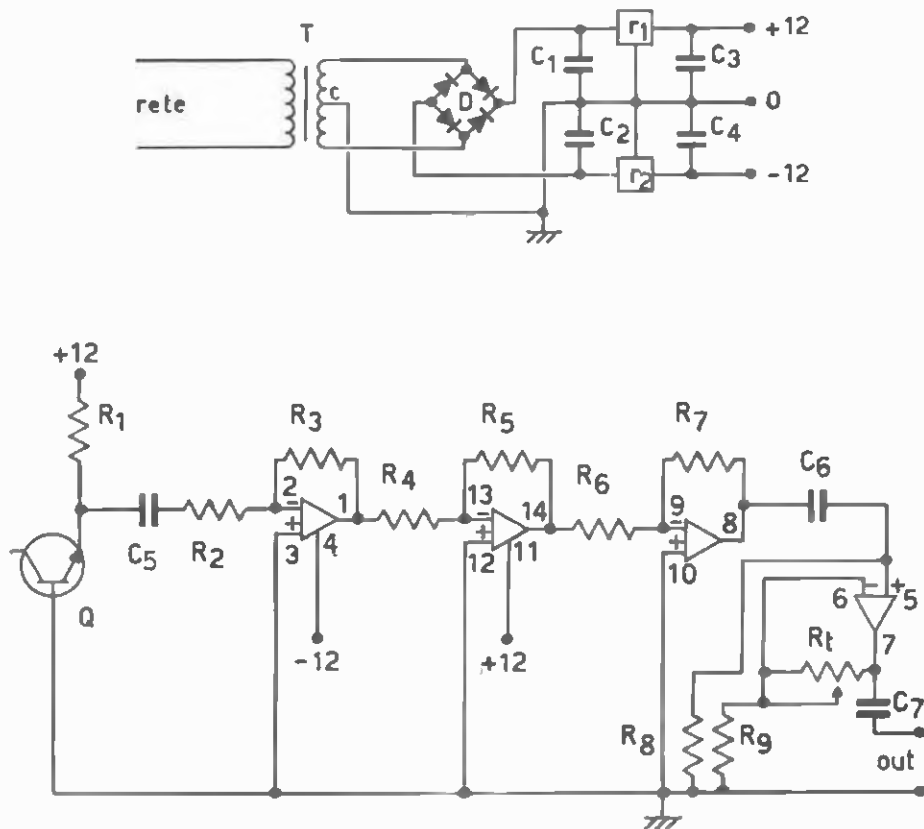 T
rete
c
D
C1
C2
r1
r2
C3
C4
+12
0
-12
+12
R1
Q
C5
R2
R3
2
-
+
3
1
4
-12
R4
R5
13
-
+
12
14
11
+12
R6
R7
9
-
+
10
8
C6
6
-
+
5
7
Rt
C7
R8
R9
out